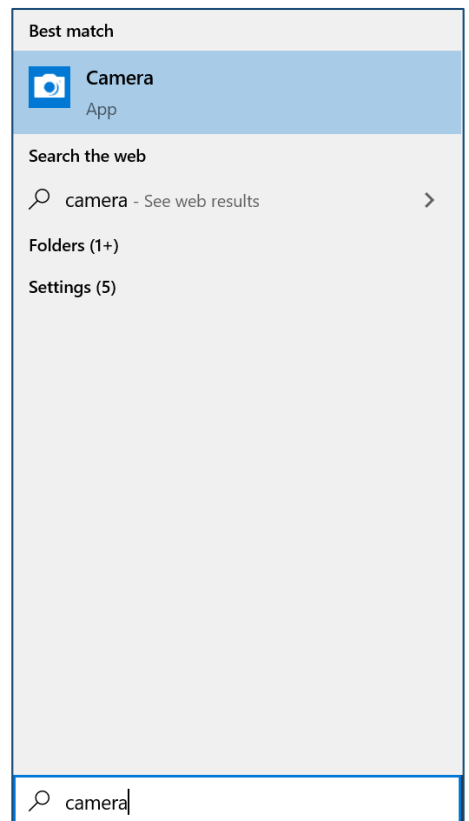 Best match
Camera
App
Search the web
camera - See web results
Folders (1+)
Settings (5)
camera